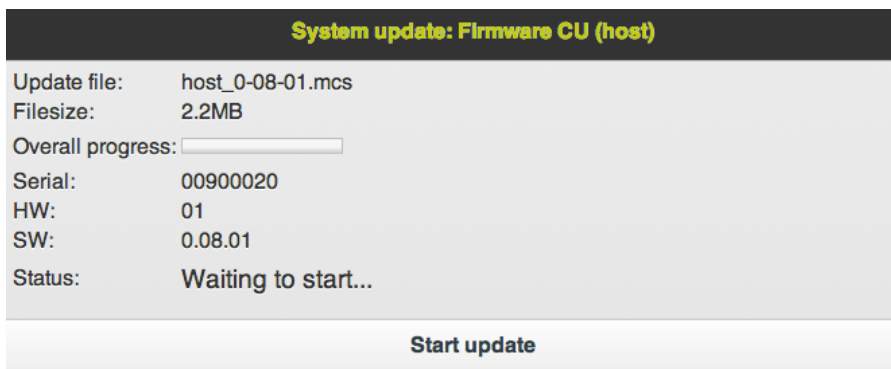 System update: Firmware CU (host)
Update file: host_0-08-01.mcs
Filesize: 2.2MB
Overall progress:
Serial: 00900020
HW: 01
SW: 0.08.01
Status: Waiting to start...
Start update